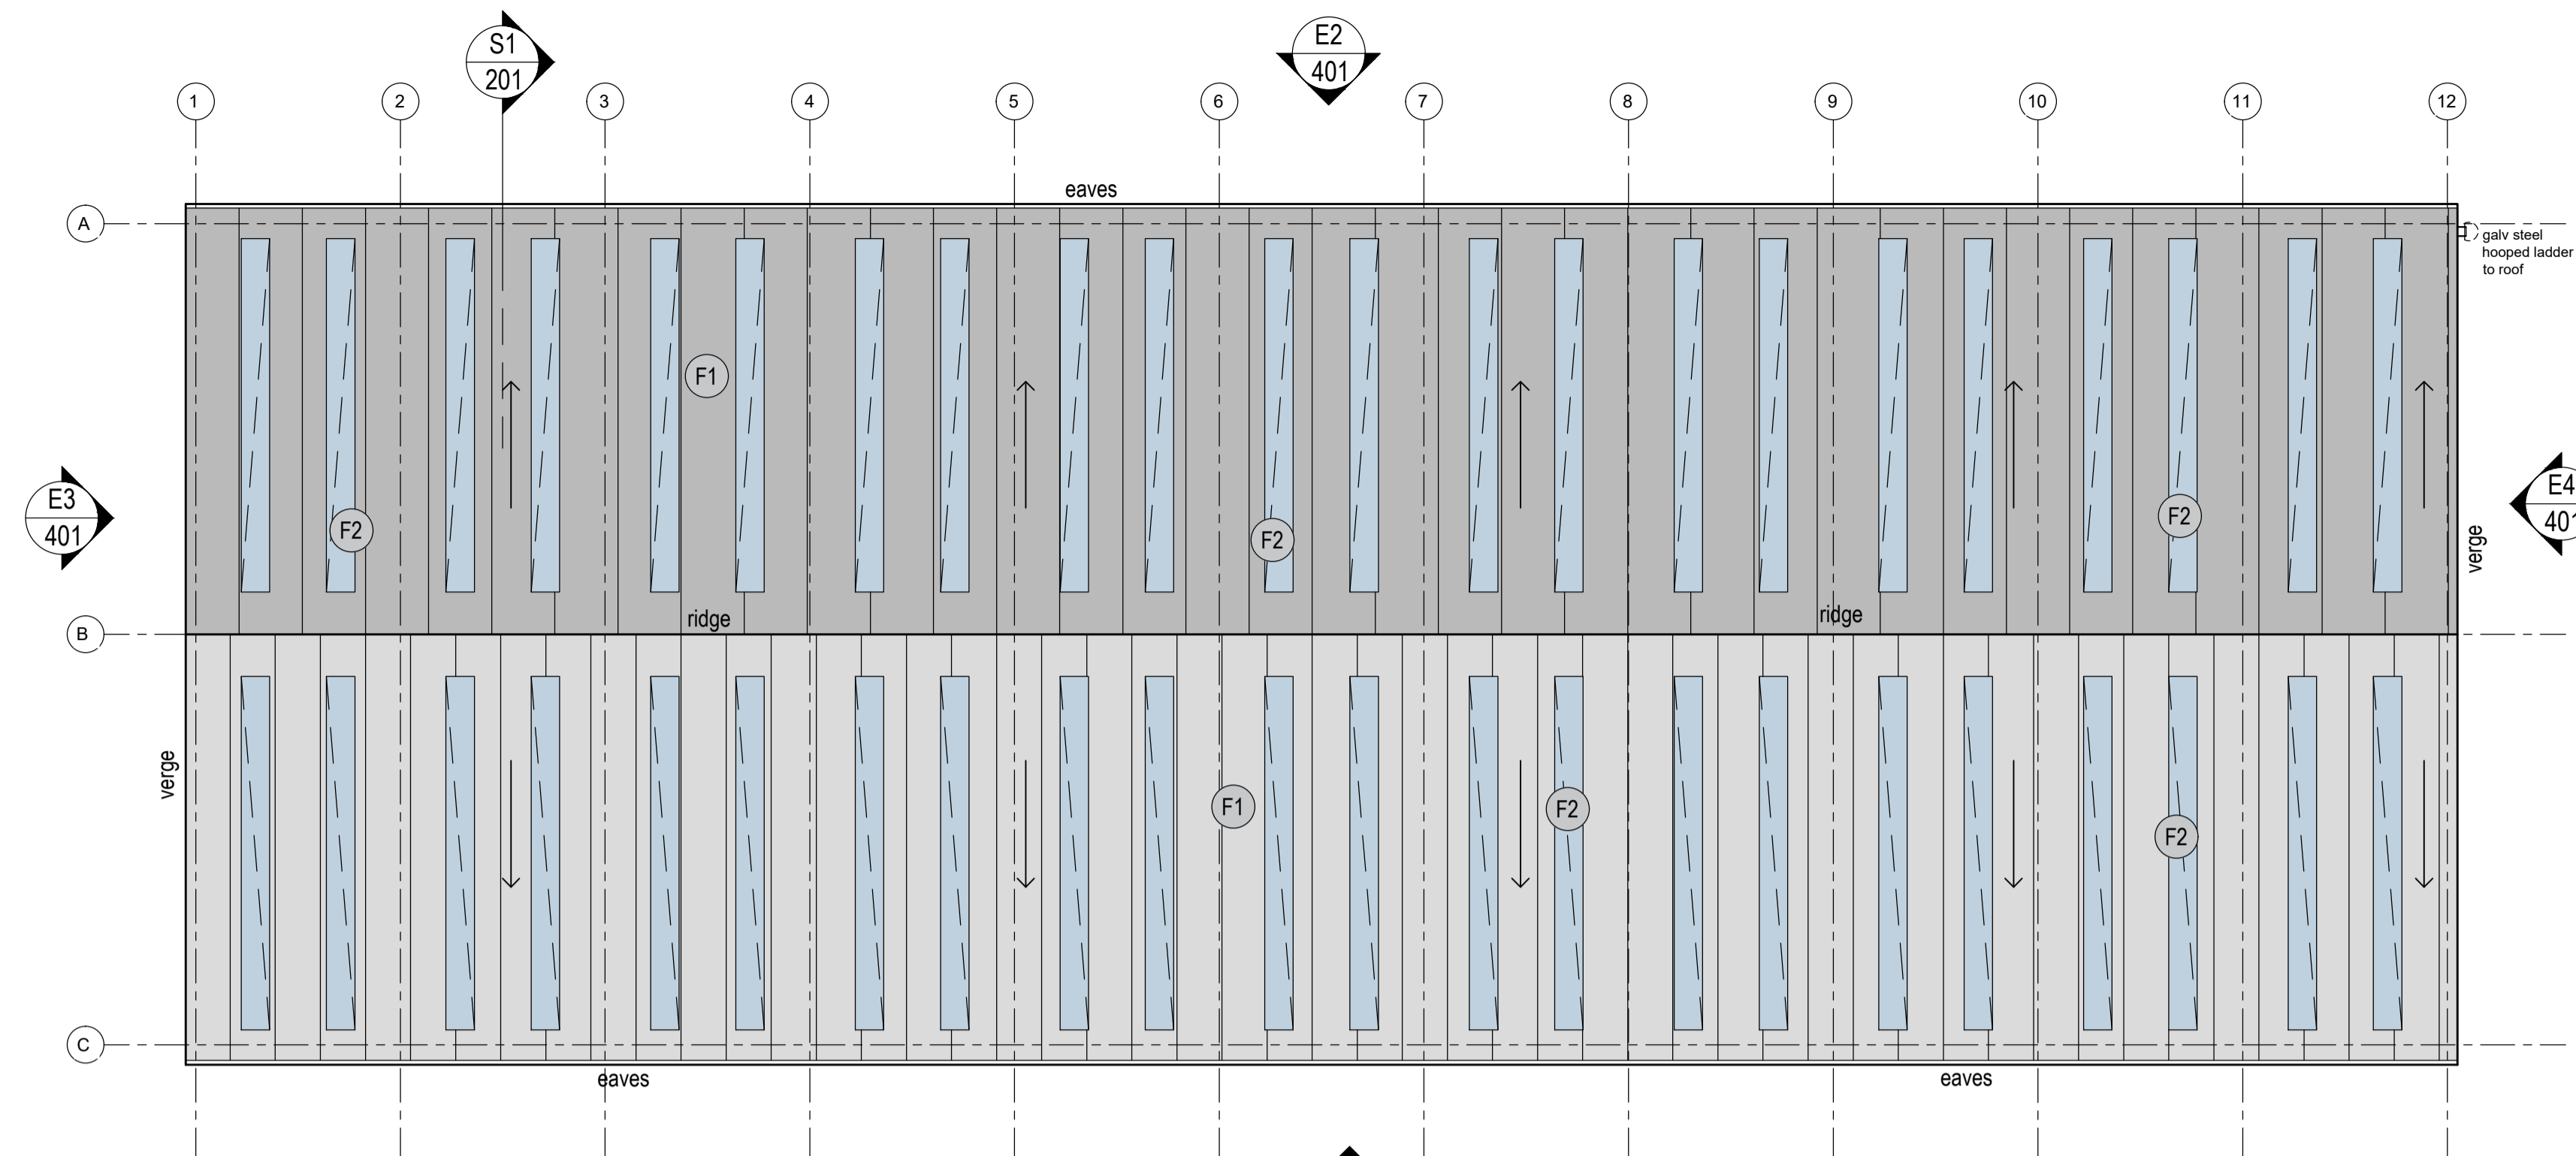 S1
201
E2
401
1
2
3
4
5
6
7
8
9
10
11
12
eaves
A
galv steel
hooped ladder
to roof
F1
E3
401
F2
F2
F2
E4
401
verge
ridge
ridge
B
verge
F1
F2
F2
C
eaves
eaves